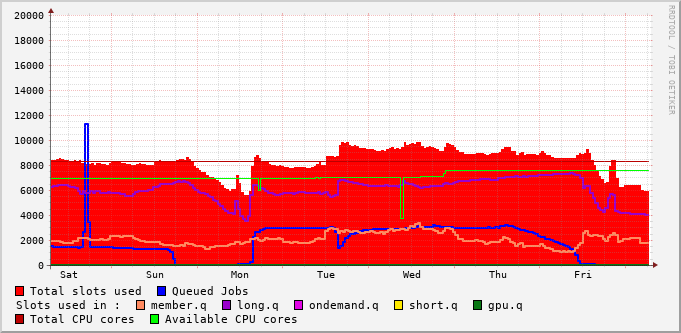 20000
18000
16000
14000
12000
10000
8000
6000
4000
2000
0
Sat Sun Mon Tue Wed Thu Fri
RRDTOOL / TOBI OETIKER
Total slots used Queued Jobs
Slots used in : member.q long.q ondemand.q short.q gpu.q
Total CPU cores Available CPU cores